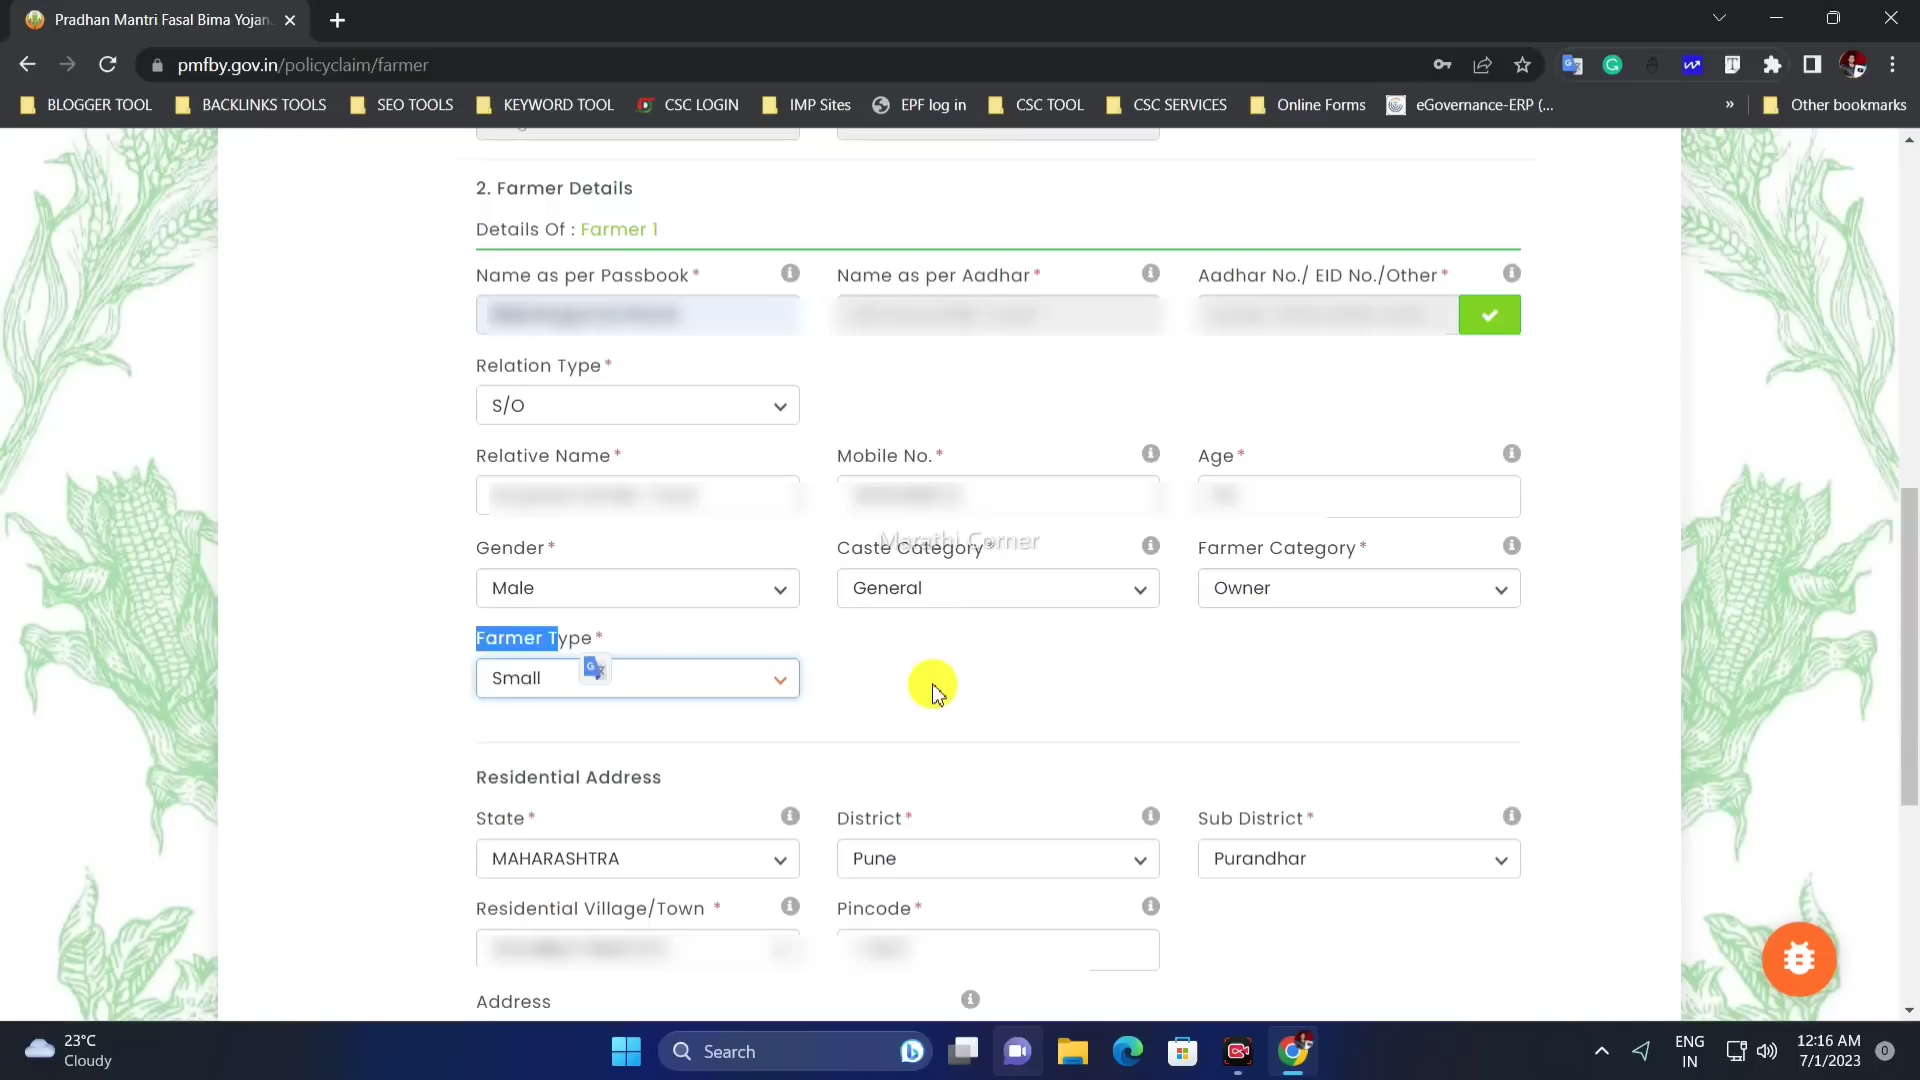 Pradhan Mantri Fasal Bima Yojan
pmfby.gov.in/policyclaim/farmer
BLOGGER TOOL BACKLINKS TOOLS SEO TOOLS KEYWORD TOOL CSC LOGIN IMP Sites EPF log in CSC TOOL CSC SERVICES Online Forms eGovernance-ERP (... » Other bookmarks
2. Farmer Details
Details Of : Farmer 1
Name as per Passbook* Name as per Aadhar* Aadhar No./ EID No./Other*
Relation Type*
S/O
Relative Name* Mobile No.* Age*
Marathi Corner
Gender* Caste Category* Farmer Category*
Male General Owner
Farmer Type*
Small
Residential Address
State* District* Sub District*
MAHARASHTRA Pune Purandhar
Residential Village/Town * Pincode*
Address
23°C
Cloudy
Search
ENG
IN
12:16 AM
7/1/2023
0